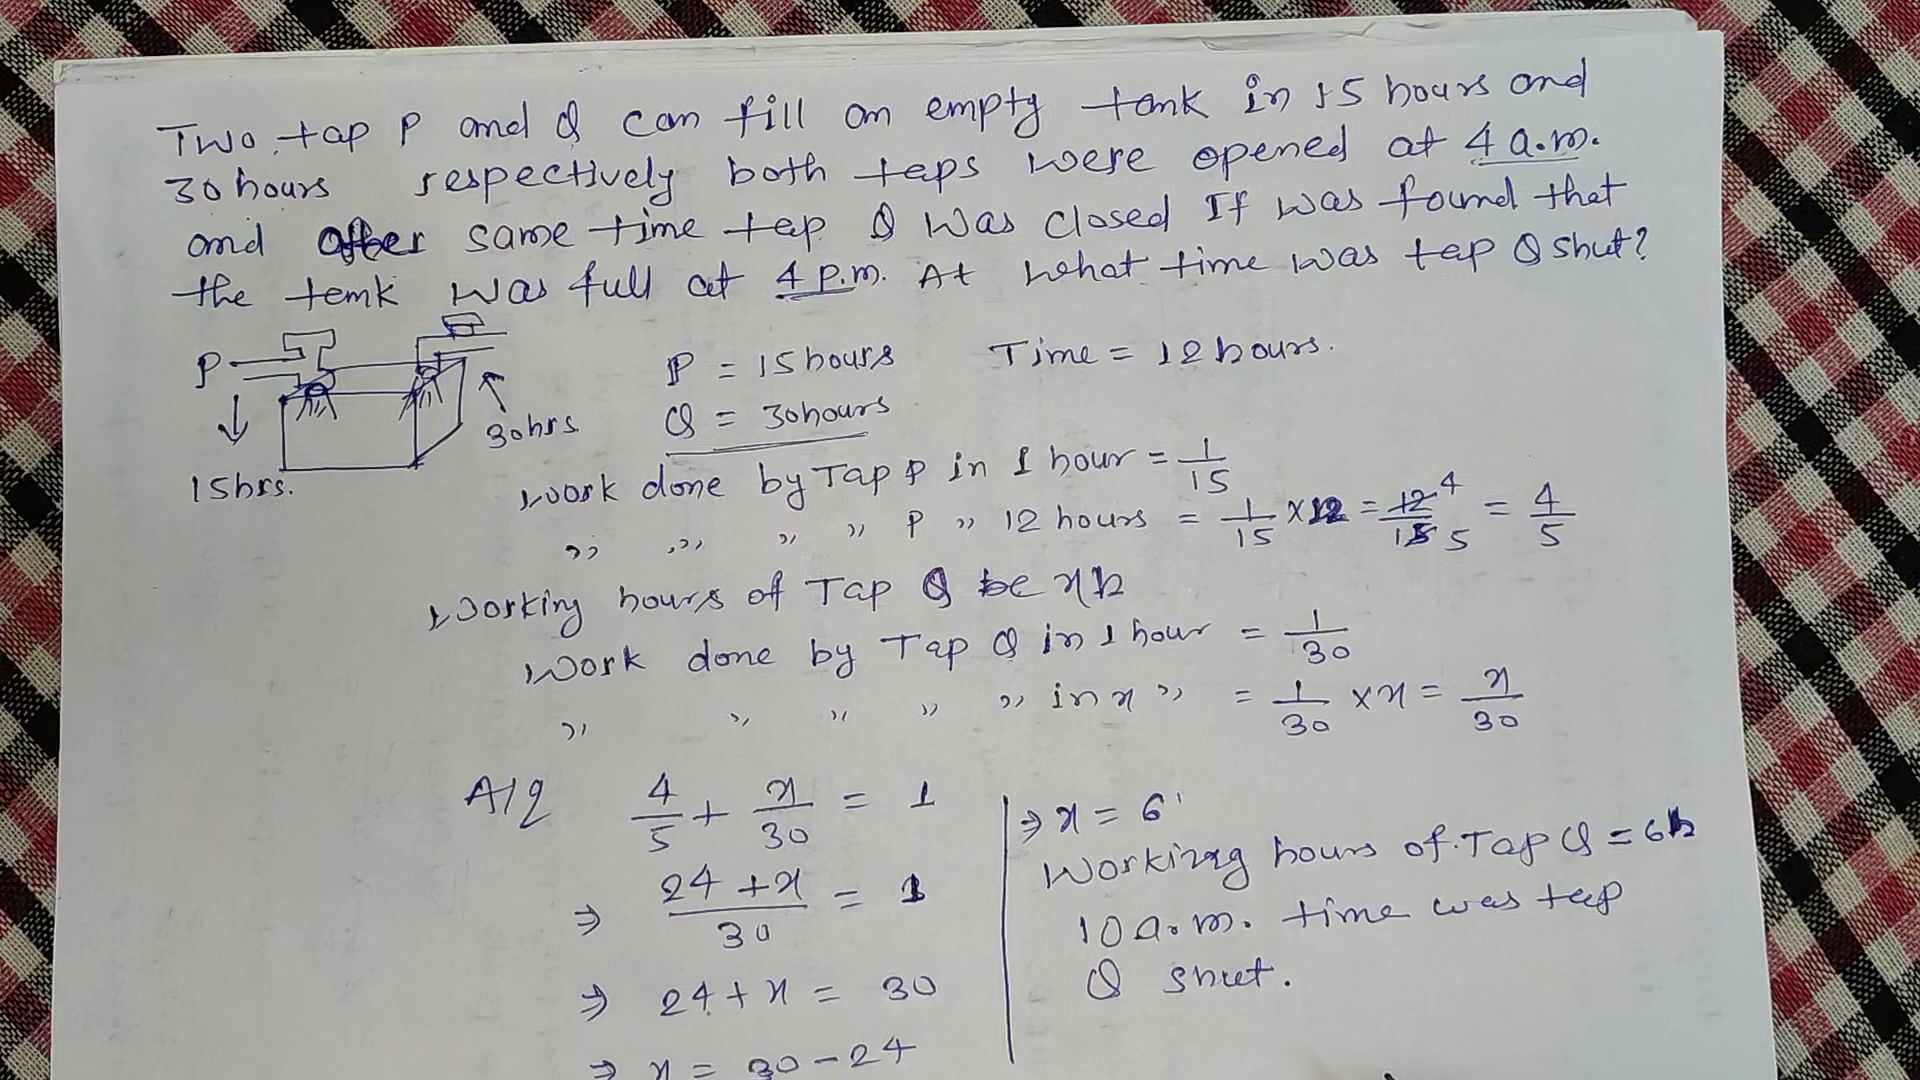 Two tap P and Q can fill an empty tank in 15 hours and
30 hours respectively both taps were opened at 4 a.m.
and after same time tap Q was closed If was found that
the tank was full at 4 p.m. At what time was tap Q shut?
P
15hrs.
30hrs
P = 15 hours Time = 12 hours.
Q = 30 hours
Work done by Tap P in 1 hour = 1/15
,, ,, ,, ,, P ,, 12 hours = 1/15 × 12 = 12/15 4 5 = 4/5
Working hours of Tap Q be x h
Work done by Tap Q in 1 hour = 1/30
,, ,, ,, ,, ,, in x ,, = 1/30 × x = x/30
A/q 4/5 + x/30 = 1
⇒ (24 + x)/30 = 1
⇒ 24 + x = 30
⇒ x = 30 - 24
⇒ x = 6
Working hours of Tap Q = 6h
10 a.m. time was tap
Q shut.